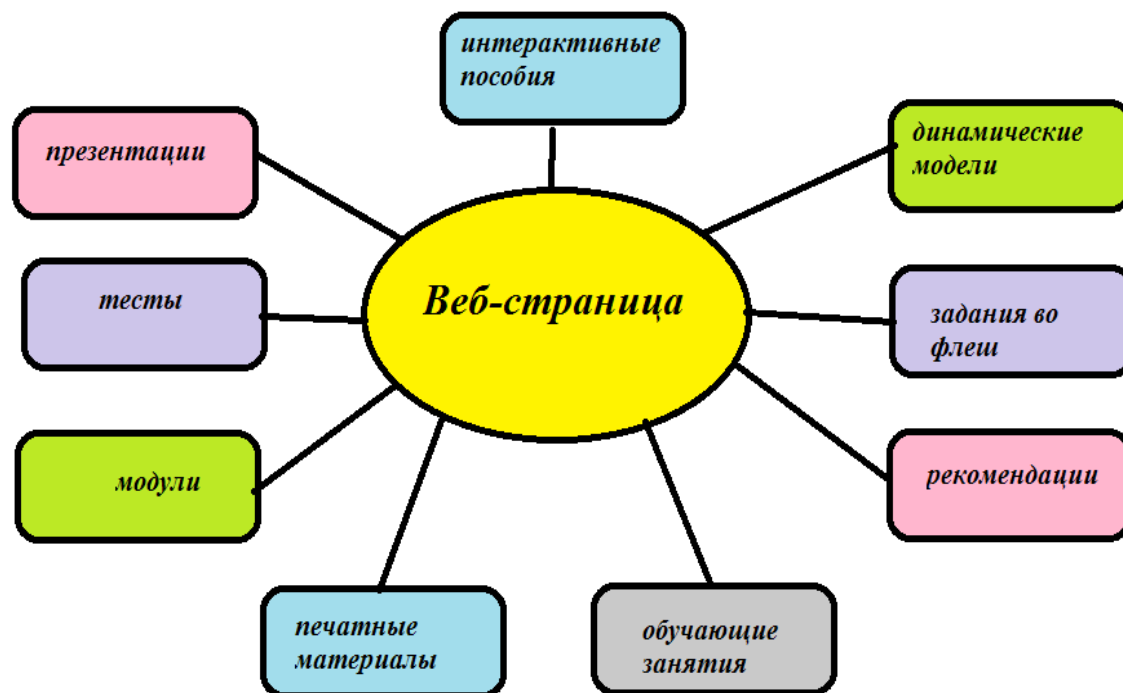 интерактивные
пособия
презентации
динамические
модели
Веб-страница
тесты
задания во
флеш
модули
рекомендации
печатные
материалы
обучающие
занятия